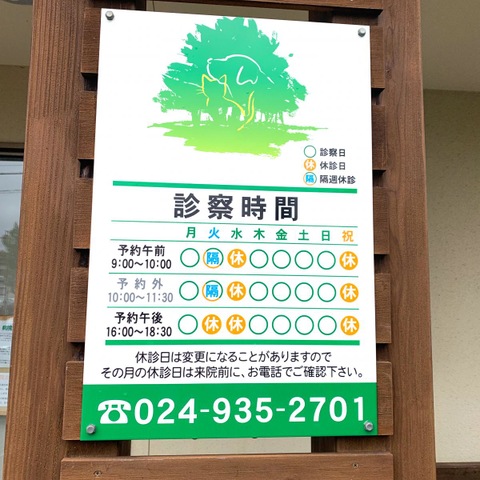 ○ 診察日
休 休診日
隔 隔週休診
診察時間
月 火 水 木 金 土 日 祝
予約午前
9:00～10:00 ○ 隔 休 ○ ○ ○ ○ 休
予約外
10:00～11:30 ○ 隔 休 ○ ○ ○ ○ 休
予約午後
16:00～18:30 ○ 休 休 ○ ○ ○ ○ 休
休診日は変更になることがありますので
その月の休診日は来院前に、お電話でご確認下さい。
☎024-935-2701